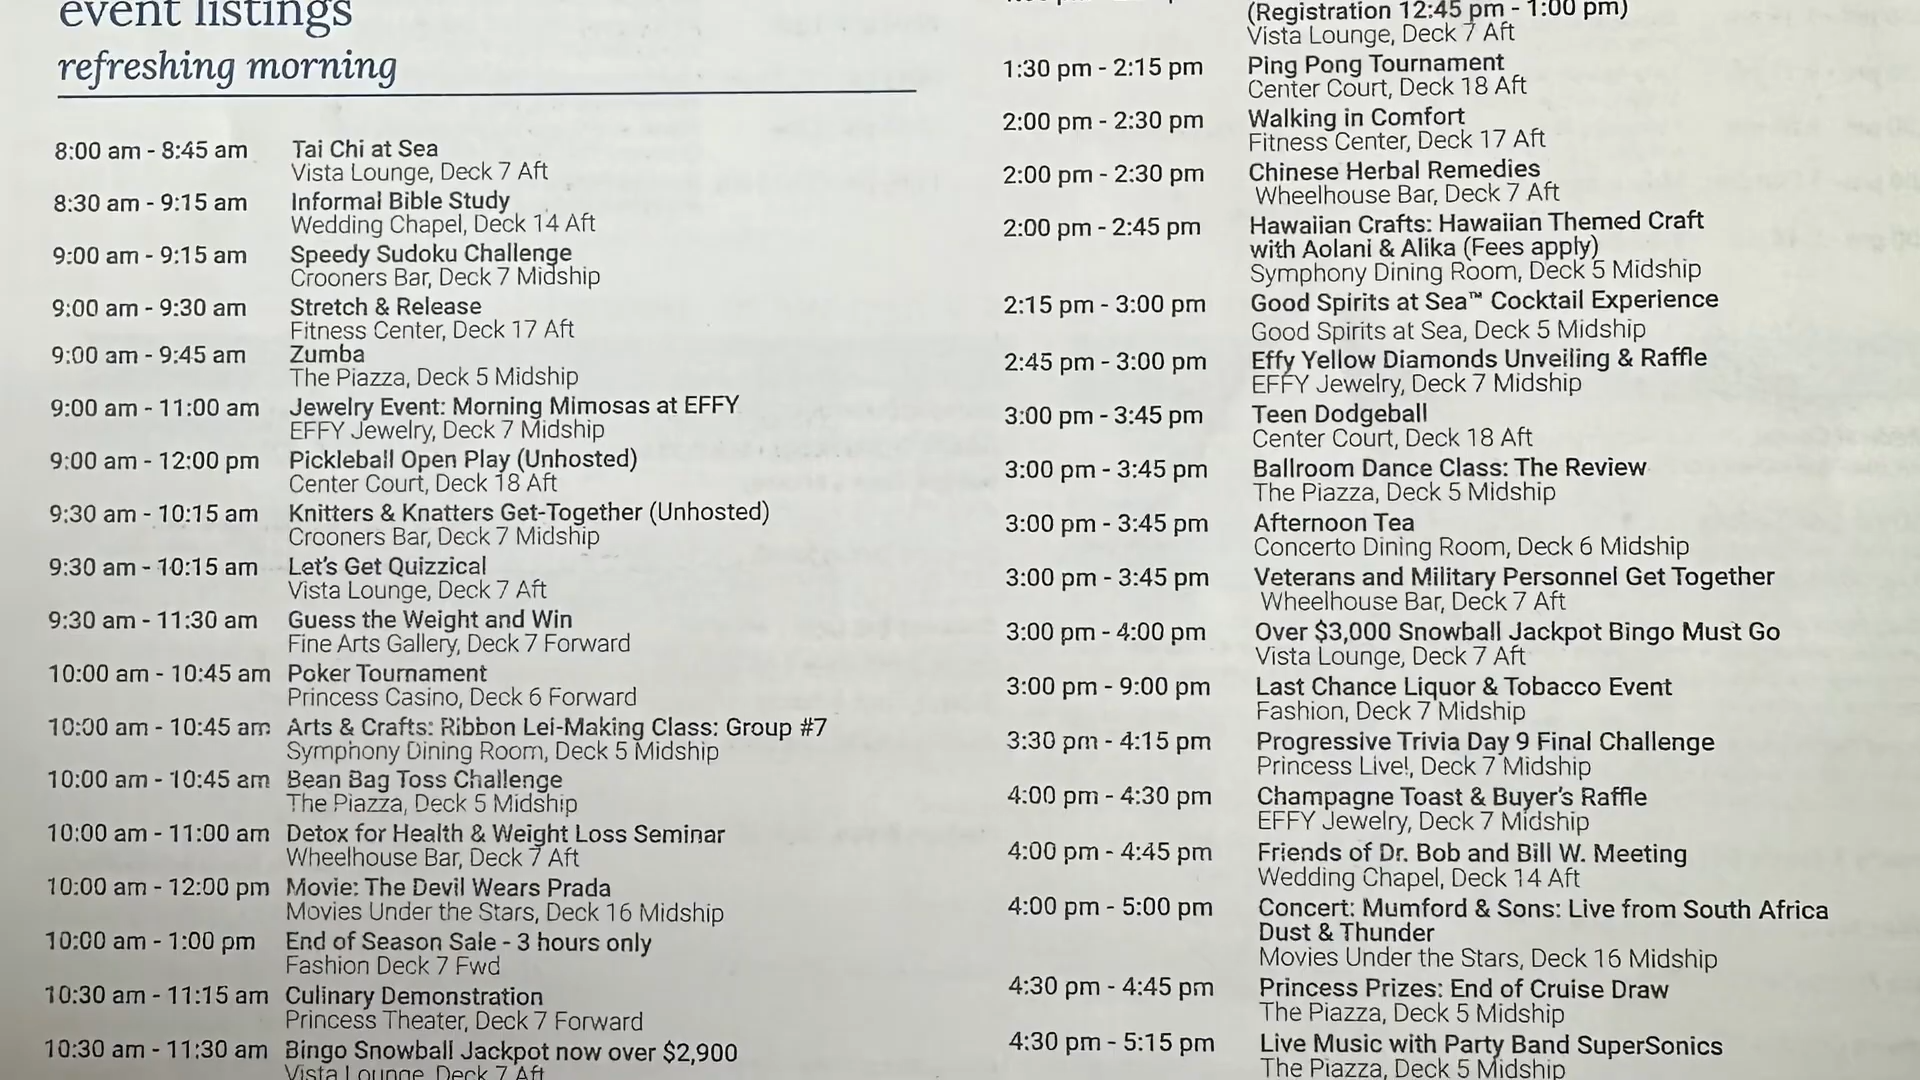 event listings
refreshing morning
8:00 am - 8:45 am Tai Chi at Sea
Vista Lounge, Deck 7 Aft
8:30 am - 9:15 am Informal Bible Study
Wedding Chapel, Deck 14 Aft
9:00 am - 9:15 am Speedy Sudoku Challenge
Crooners Bar, Deck 7 Midship
9:00 am - 9:30 am Stretch & Release
Fitness Center, Deck 17 Aft
9:00 am - 9:45 am Zumba
The Piazza, Deck 5 Midship
9:00 am - 11:00 am Jewelry Event: Morning Mimosas at EFFY
EFFY Jewelry, Deck 7 Midship
9:00 am - 12:00 pm Pickleball Open Play (Unhosted)
Center Court, Deck 18 Aft
9:30 am - 10:15 am Knitters & Knatters Get-Together (Unhosted)
Crooners Bar, Deck 7 Midship
9:30 am - 10:15 am Let's Get Quizzical
Vista Lounge, Deck 7 Aft
9:30 am - 11:30 am Guess the Weight and Win
Fine Arts Gallery, Deck 7 Forward
10:00 am - 10:45 am Poker Tournament
Princess Casino, Deck 6 Forward
10:00 am - 10:45 am Arts & Crafts: Ribbon Lei-Making Class: Group #7
Symphony Dining Room, Deck 5 Midship
10:00 am - 10:45 am Bean Bag Toss Challenge
The Piazza, Deck 5 Midship
10:00 am - 11:00 am Detox for Health & Weight Loss Seminar
Wheelhouse Bar, Deck 7 Aft
10:00 am - 12:00 pm Movie: The Devil Wears Prada
Movies Under the Stars, Deck 16 Midship
10:00 am - 1:00 pm End of Season Sale - 3 hours only
Fashion Deck 7 Fwd
10:30 am - 11:15 am Culinary Demonstration
Princess Theater, Deck 7 Forward
10:30 am - 11:30 am Bingo Snowball Jackpot now over $2,900
Vista Lounge, Deck 7 Aft
(Registration 12:45 pm - 1:00 pm)
Vista Lounge, Deck 7 Aft
1:30 pm - 2:15 pm Ping Pong Tournament
Center Court, Deck 18 Aft
2:00 pm - 2:30 pm Walking in Comfort
Fitness Center, Deck 17 Aft
2:00 pm - 2:30 pm Chinese Herbal Remedies
Wheelhouse Bar, Deck 7 Aft
2:00 pm - 2:45 pm Hawaiian Crafts: Hawaiian Themed Craft
with Aolani & Alika (Fees apply)
Symphony Dining Room, Deck 5 Midship
2:15 pm - 3:00 pm Good Spirits at Sea™ Cocktail Experience
Good Spirits at Sea, Deck 5 Midship
2:45 pm - 3:00 pm Effy Yellow Diamonds Unveiling & Raffle
EFFY Jewelry, Deck 7 Midship
3:00 pm - 3:45 pm Teen Dodgeball
Center Court, Deck 18 Aft
3:00 pm - 3:45 pm Ballroom Dance Class: The Review
The Piazza, Deck 5 Midship
3:00 pm - 3:45 pm Afternoon Tea
Concerto Dining Room, Deck 6 Midship
3:00 pm - 3:45 pm Veterans and Military Personnel Get Together
Wheelhouse Bar, Deck 7 Aft
3:00 pm - 4:00 pm Over $3,000 Snowball Jackpot Bingo Must Go
Vista Lounge, Deck 7 Aft
3:00 pm - 9:00 pm Last Chance Liquor & Tobacco Event
Fashion, Deck 7 Midship
3:30 pm - 4:15 pm Progressive Trivia Day 9 Final Challenge
Princess Live!, Deck 7 Midship
4:00 pm - 4:30 pm Champagne Toast & Buyer's Raffle
EFFY Jewelry, Deck 7 Midship
4:00 pm - 4:45 pm Friends of Dr. Bob and Bill W. Meeting
Wedding Chapel, Deck 14 Aft
4:00 pm - 5:00 pm Concert: Mumford & Sons: Live from South Africa
Dust & Thunder
Movies Under the Stars, Deck 16 Midship
4:30 pm - 4:45 pm Princess Prizes: End of Cruise Draw
The Piazza, Deck 5 Midship
4:30 pm - 5:15 pm Live Music with Party Band SuperSonics
The Piazza, Deck 5 Midship